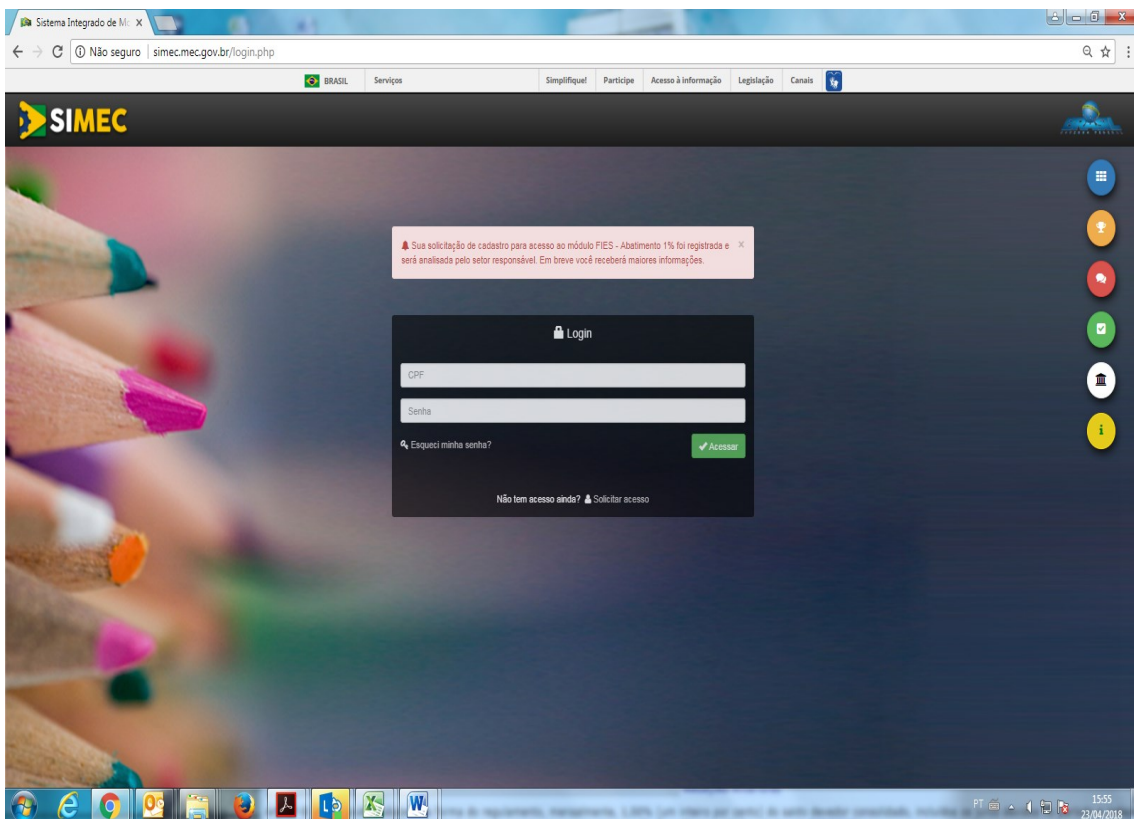 Sistema Integrado de Mo
Não seguro | simec.mec.gov.br/login.php
BRASIL Serviços Simplifique! Participe Acesso à informação Legislação Canais
SIMEC
Sua solicitação de cadastro para acesso ao módulo FIES - Abatimento 1% foi registrada e
será analisada pelo setor responsável. Em breve você receberá maiores informações.
×
Login
CPF
Senha
Esqueci minha senha?
Acessar
Não tem acesso ainda? Solicitar acesso
PT
15:55
23/04/2018